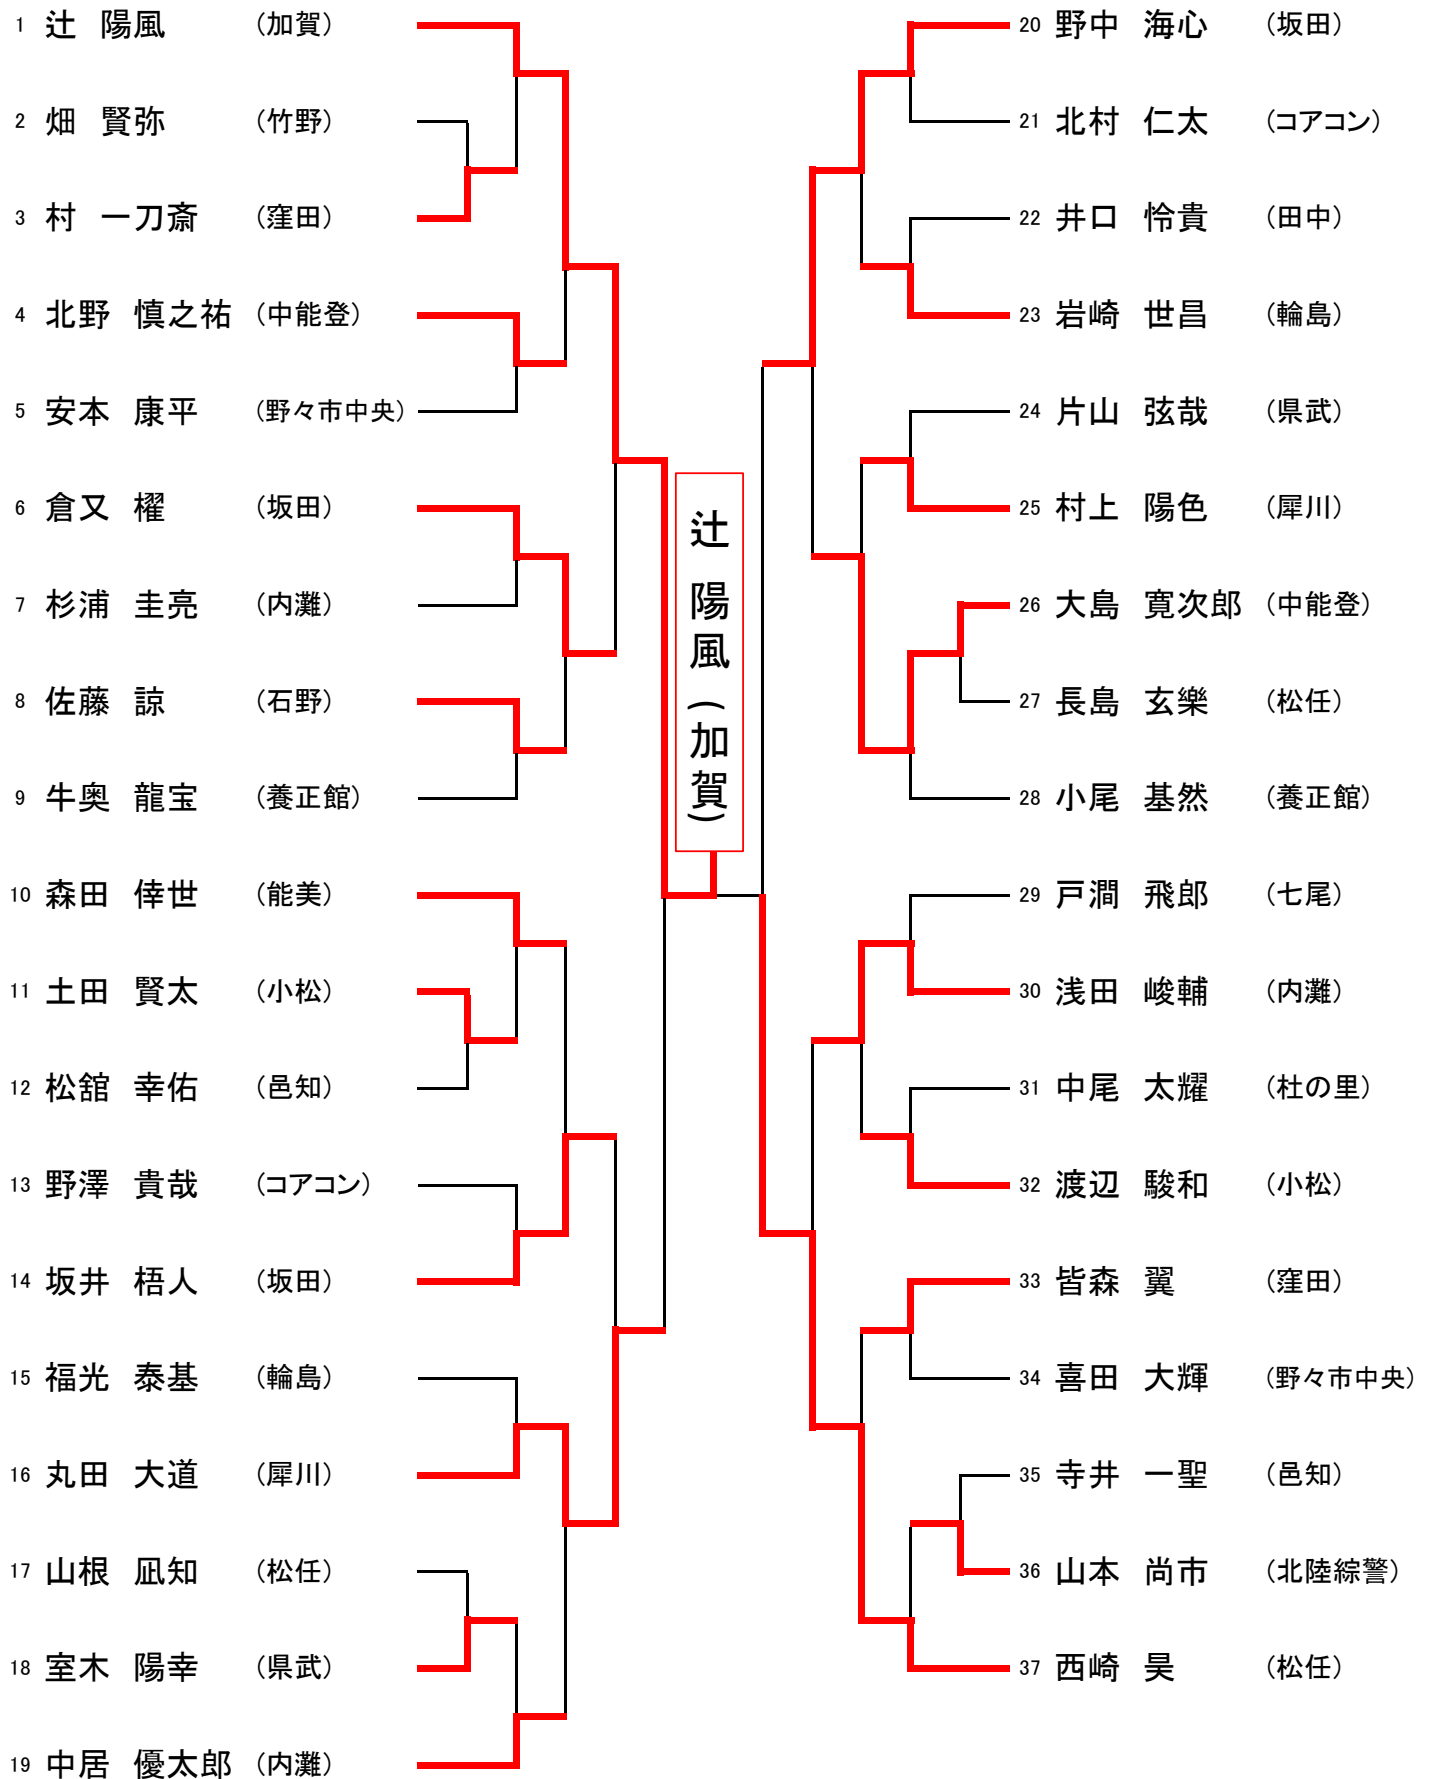 1 辻 陽風 (加賀)
2 畑 賢弥 (竹野)
3 村 一刀斎 (窪田)
4 北野 慎之祐 (中能登)
5 安本 康平 (野々市中央)
6 倉又 櫂 (坂田)
7 杉浦 圭亮 (内灘)
8 佐藤 諒 (石野)
9 牛奥 龍宝 (養正館)
10 森田 倖世 (能美)
11 土田 賢太 (小松)
12 松舘 幸佑 (邑知)
13 野澤 貴哉 (コアコン)
14 坂井 梧人 (坂田)
15 福光 泰基 (輪島)
16 丸田 大道 (犀川)
17 山根 凪知 (松任)
18 室木 陽幸 (県武)
19 中居 優太郎 (内灘)
辻 陽風(加賀)
20 野中 海心 (坂田)
21 北村 仁太 (コアコン)
22 井口 怜貴 (田中)
23 岩崎 世昌 (輪島)
24 片山 弦哉 (県武)
25 村上 陽色 (犀川)
26 大島 寛次郎 (中能登)
27 長島 玄樂 (松任)
28 小尾 基然 (養正館)
29 戸澗 飛郎 (七尾)
30 浅田 峻輔 (内灘)
31 中尾 太耀 (杜の里)
32 渡辺 駿和 (小松)
33 皆森 翼 (窪田)
34 喜田 大輝 (野々市中央)
35 寺井 一聖 (邑知)
36 山本 尚市 (北陸綜警)
37 西崎 昊 (松任)